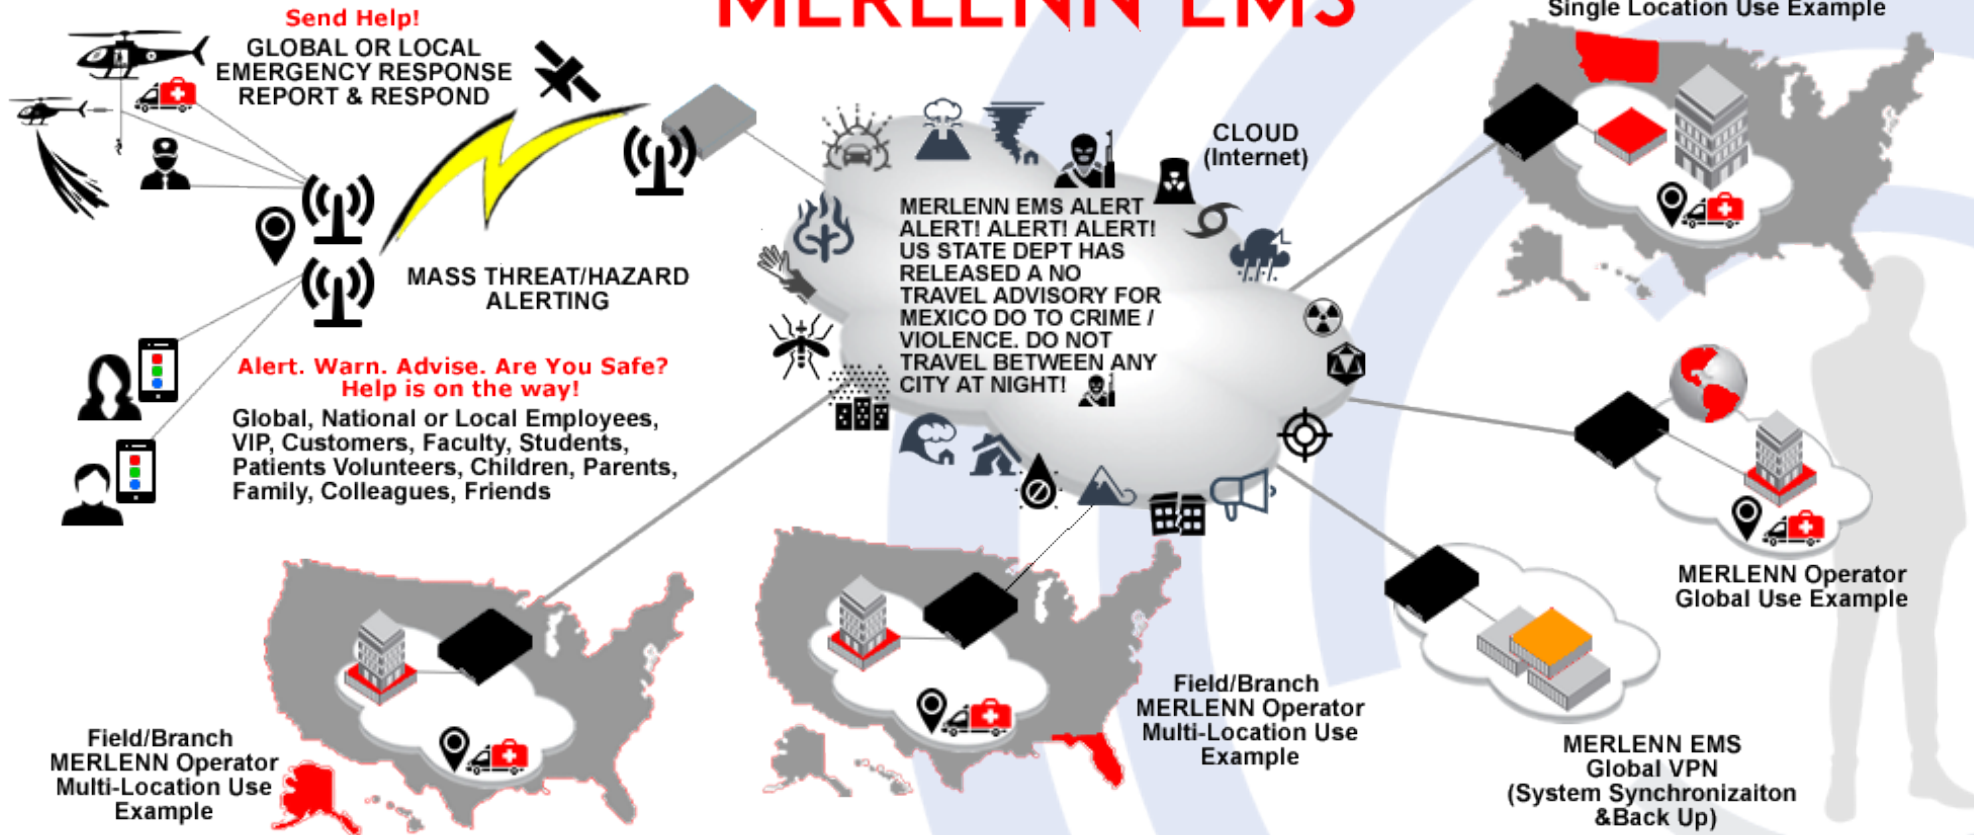 MERLENN EMS
Send Help!
GLOBAL OR LOCAL
EMERGENCY RESPONSE
REPORT & RESPOND
MASS THREAT/HAZARD
ALERTING
Alert. Warn. Advise. Are You Safe?
Help is on the way!
Global, National or Local Employees,
VIP, Customers, Faculty, Students,
Patients Volunteers, Children, Parents,
Family, Colleagues, Friends
CLOUD
(Internet)
MERLENN EMS ALERT
ALERT! ALERT! ALERT!
US STATE DEPT HAS
RELEASED A NO
TRAVEL ADVISORY FOR
MEXICO DO TO CRIME /
VIOLENCE. DO NOT
TRAVEL BETWEEN ANY
CITY AT NIGHT!
Single Location Use Example
MERLENN Operator
Global Use Example
Field/Branch
MERLENN Operator
Multi-Location Use
Example
Field/Branch
MERLENN Operator
Multi-Location Use
Example
MERLENN EMS
Global VPN
(System Synchronizaiton
&Back Up)